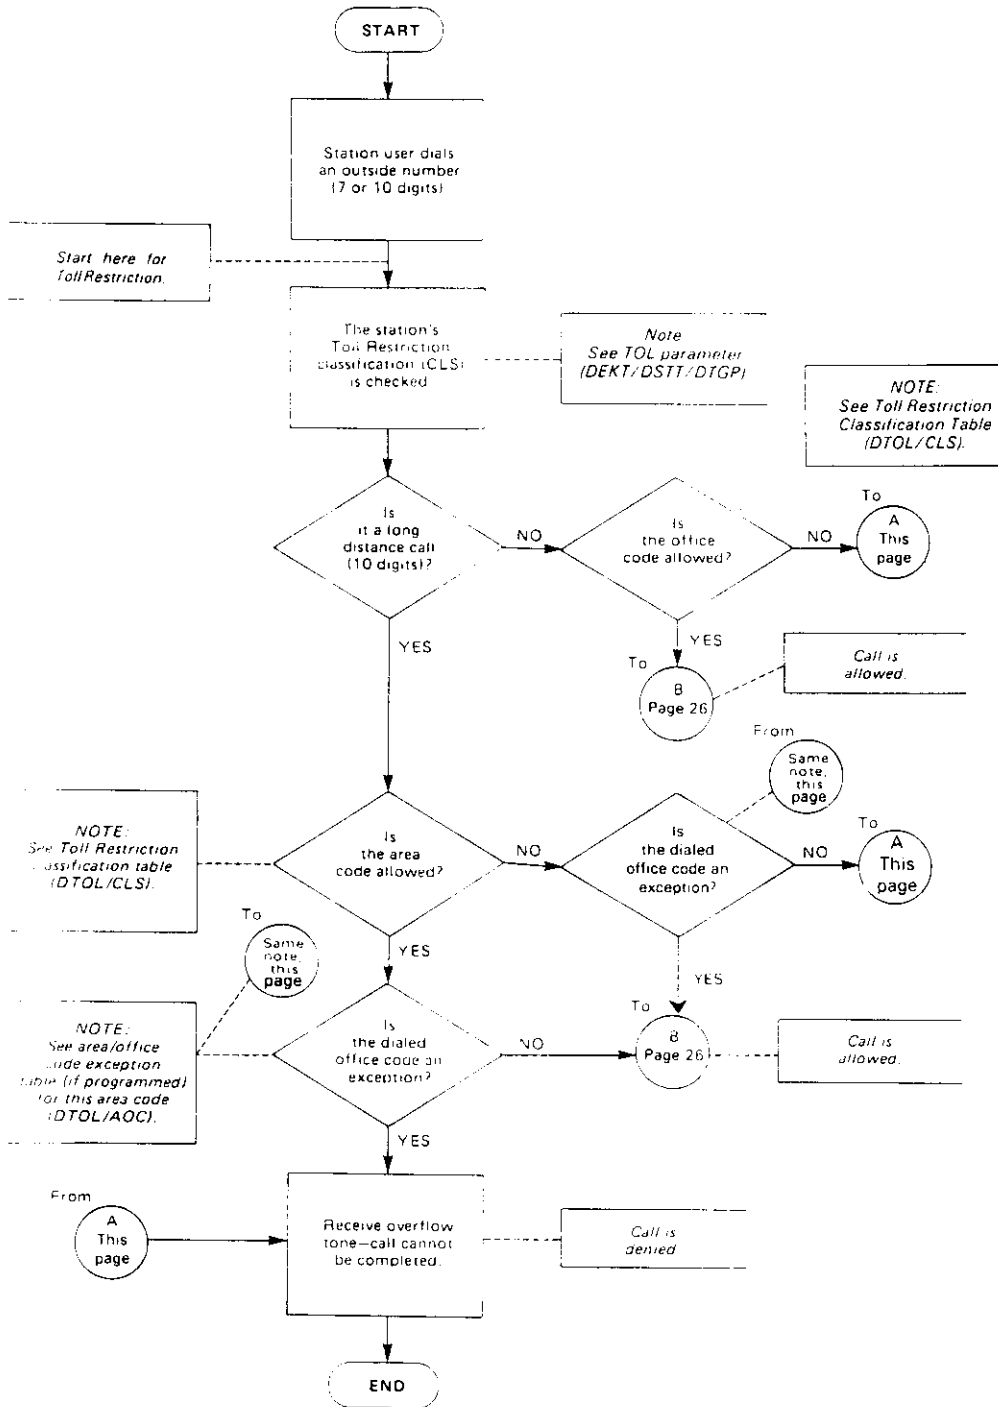 START
Station user dials
an outside number
(7 or 10 digits)
Start here for
Toll Restriction.
The station's
Toll Restriction
classification (CLS)
is checked
Note
See TOL parameter
(DEKT/DSTT/DTGP)
NOTE:
See Toll Restriction
Classification Table
(DTOL/CLS).
Is
it a long
distance call
(10 digits)?
NO
Is
the office
code allowed?
NO
To
A
This
page
YES
YES
To
B
Page 26
Call is
allowed.
From
Same
note,
this
page
NOTE:
See Toll Restriction
classification table
(DTOL/CLS).
Is
the area
code allowed?
NO
Is
the dialed
office code an
exception?
NO
To
A
This
page
To
Same
note,
this
page
YES
YES
NOTE:
See area/office
code exception
table (if programmed)
for this area code
(DTOL/AOC).
Is
the dialed
office code an
exception?
NO
To
B
Page 26
Call is
allowed.
YES
From
A
This
page
Receive overflow
tone—call cannot
be completed.
Call is
denied
END